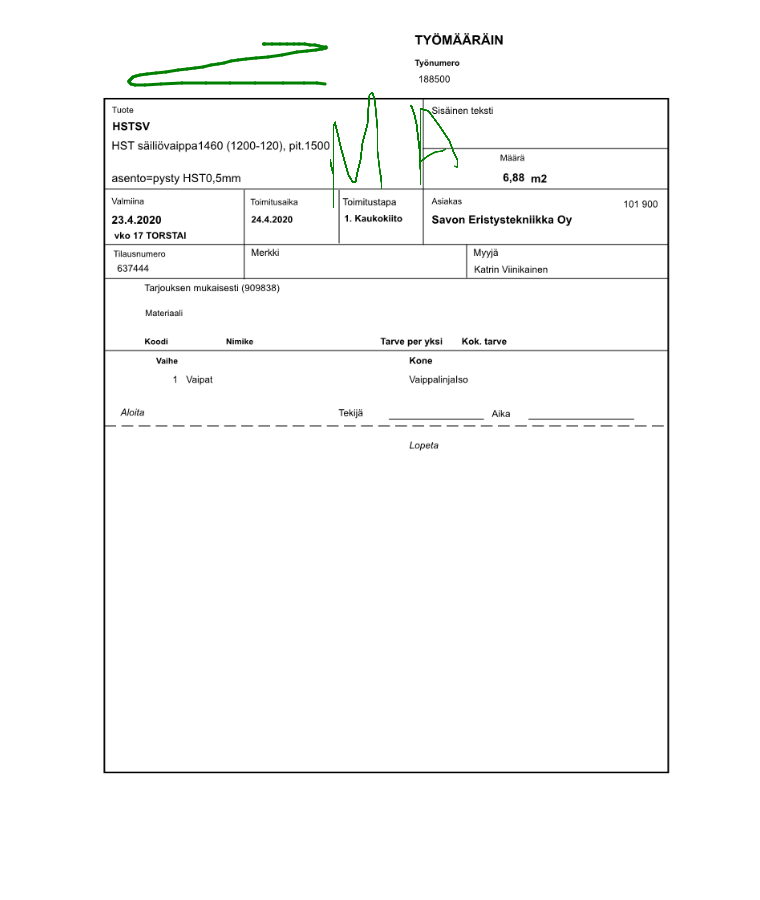 TYÖMÄÄRÄIN
Työnumero
188500
Tuote
Sisäinen teksti
HSTSV
HST säiliövaippa1460 (1200-120), pit.1500
Määrä
asento=pysty HST0,5mm
6,88 m2
Valmiina
Toimitusaika
Toimitustapa
Asiakas
101 900
23.4.2020
24.4.2020
1. Kaukokiito
Savon Eristystekniikka Oy
vko 17 TORSTAI
Tilausnumero
Merkki
Myyjä
637444
Katrin Viinikainen
Tarjouksen mukaisesti (909838)
Materiaali
Koodi Nimike Tarve per yksi Kok. tarve
Vaihe Kone
1 Vaipat Vaippalinjalso
Aloita Tekijä Aika
Lopeta